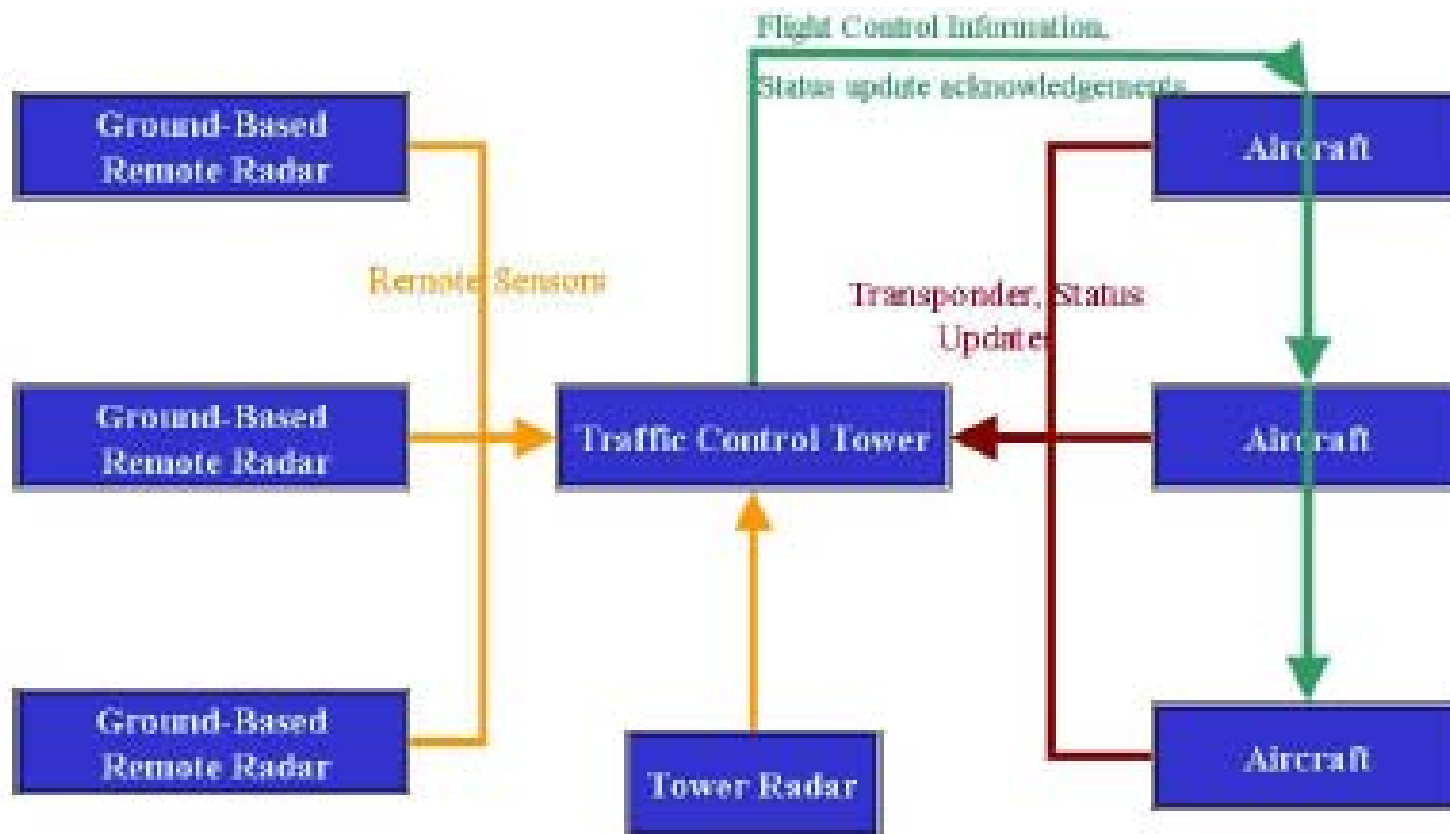 Flight Control Information,
Status update acknowledgements
Ground-Based
Remote Radar
Aircraft
Remote Sensors
Transponder, Status
Update
Ground-Based
Remote Radar
Traffic Control Tower
Aircraft
Ground-Based
Remote Radar
Tower Radar
Aircraft